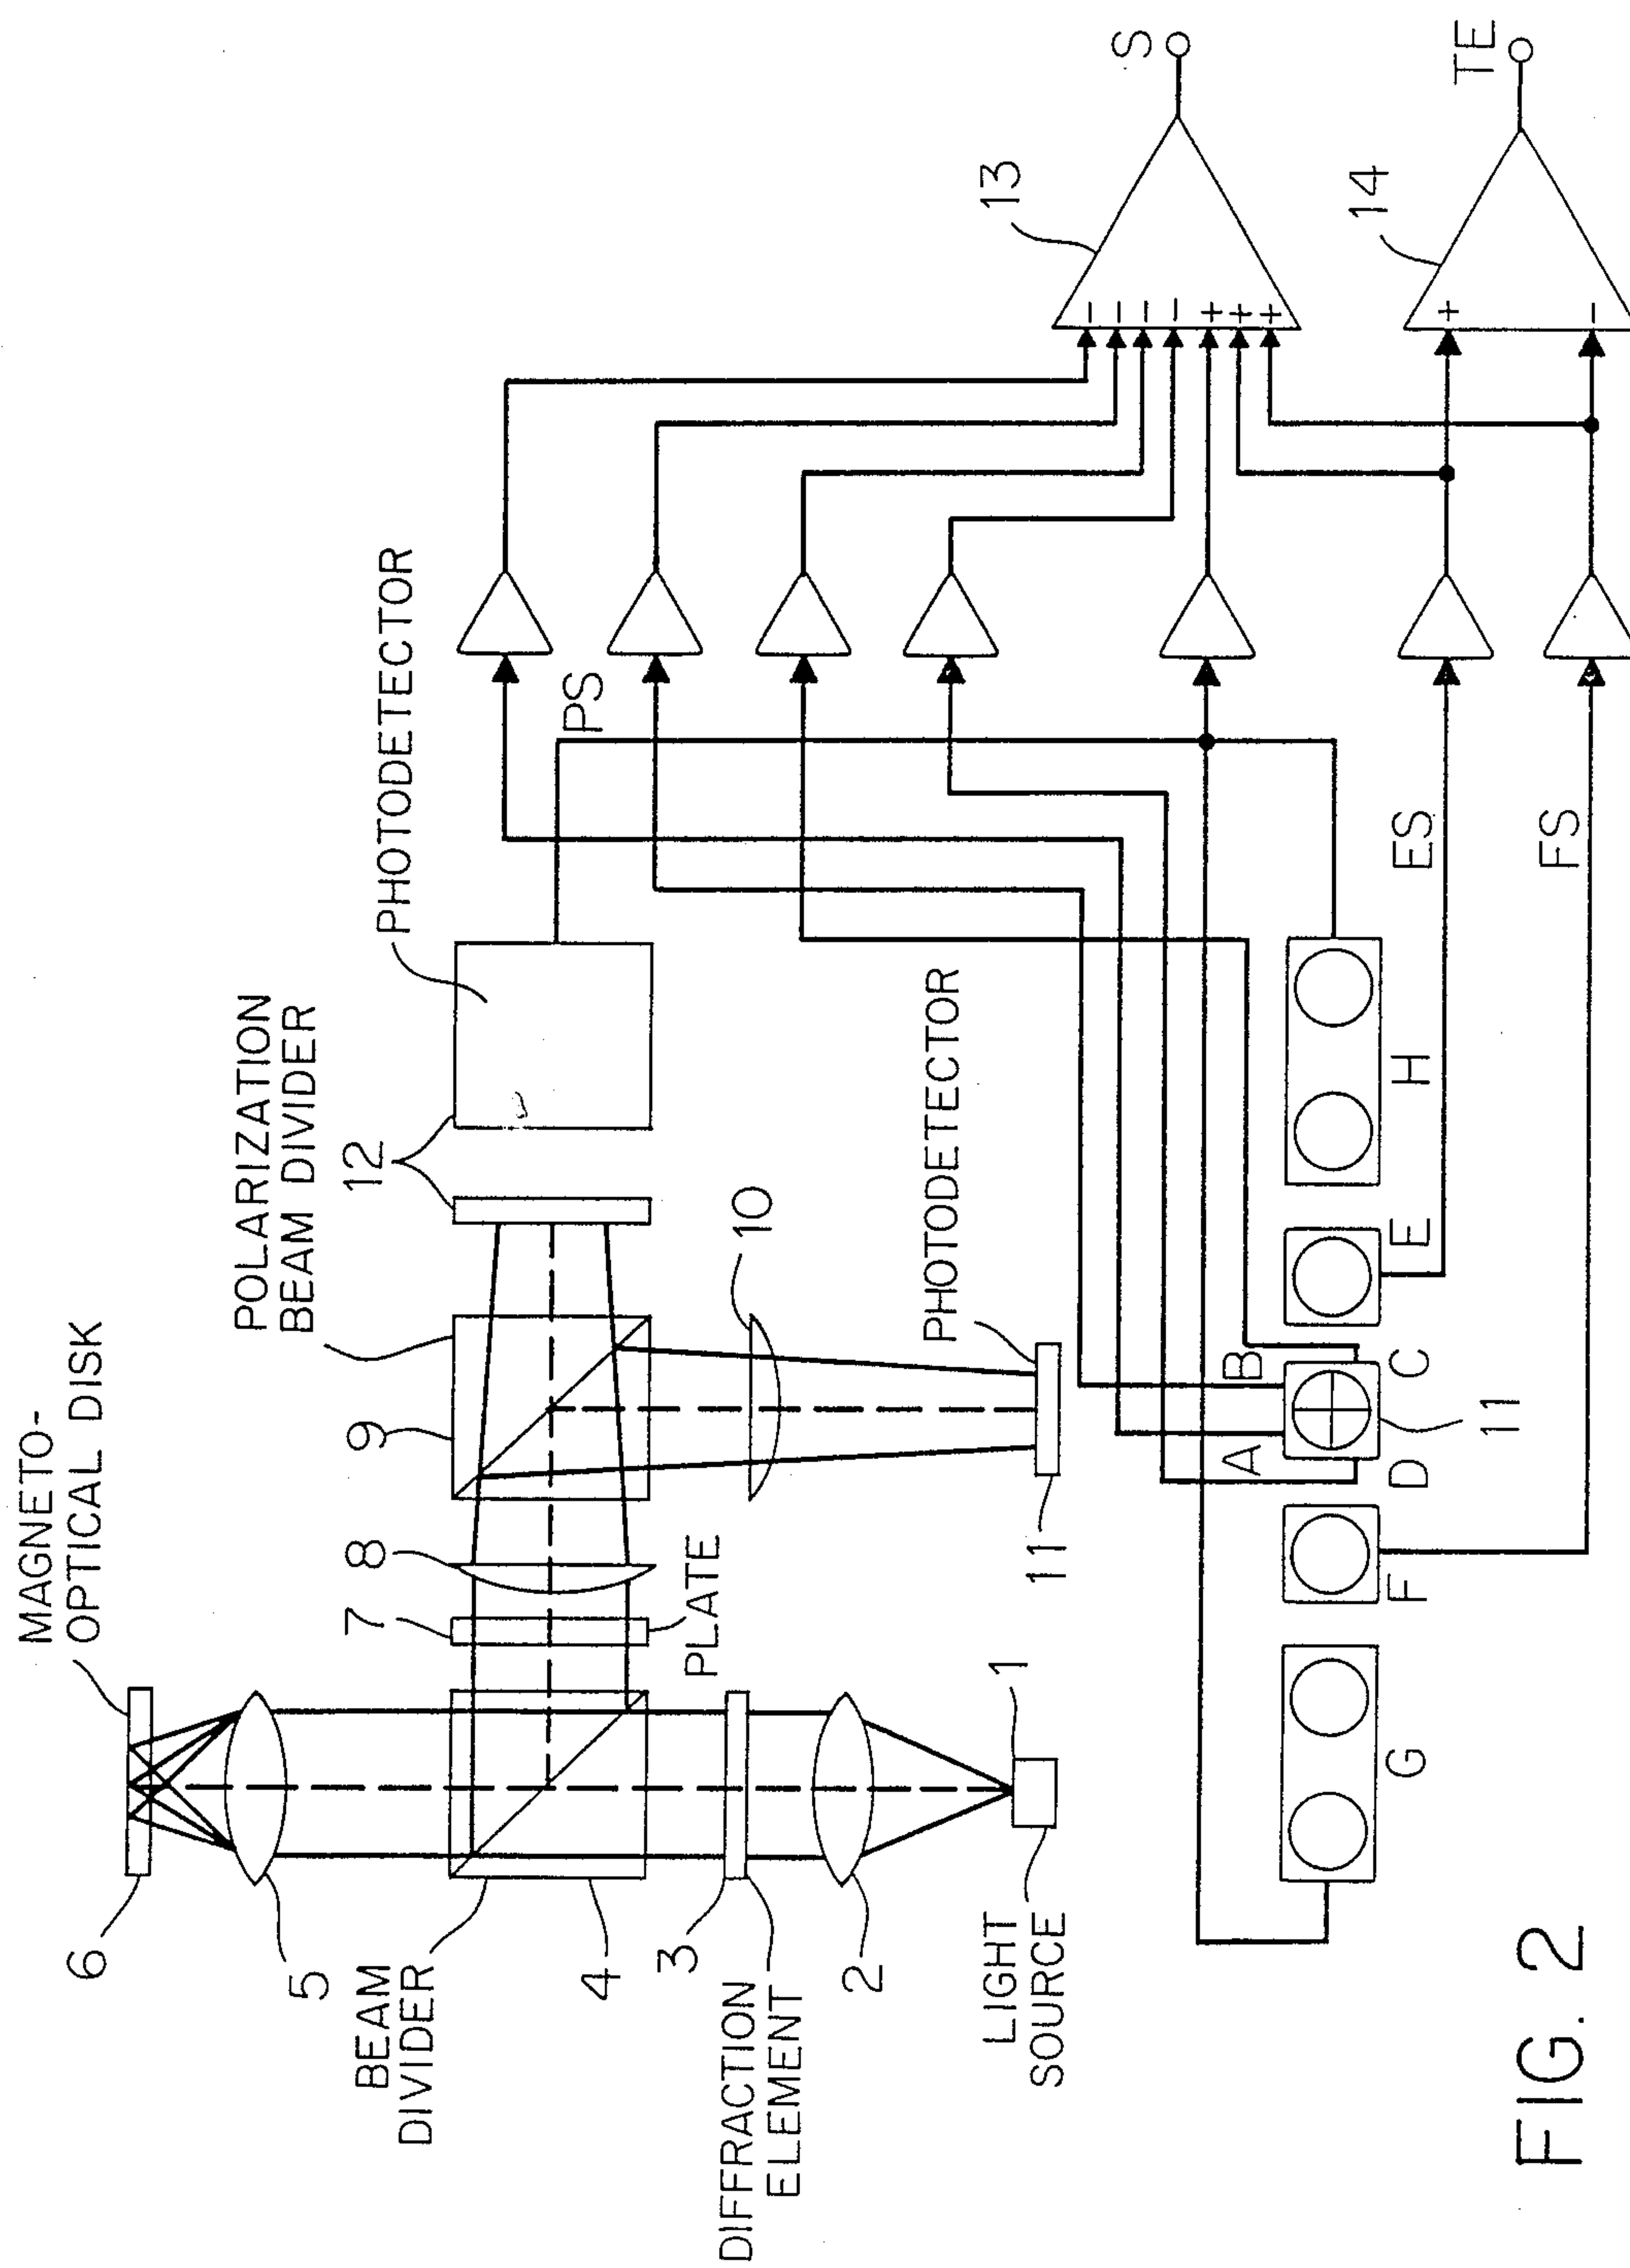 MAGNETO-
OPTICAL DISK
6
5
BEAM
DIVIDER
4
3
DIFFRACTION
ELEMENT
2
LIGHT
SOURCE
1
7
PLATE
8
9
POLARIZATION
BEAM DIVIDER
10
12
PHOTODETECTOR
PHOTODETECTOR
11
PS
G
F
D
A
B
C
11
E
H
ES
FS
13
-
-
-
-
+
+
+
S
14
+
-
TE
FIG. 2